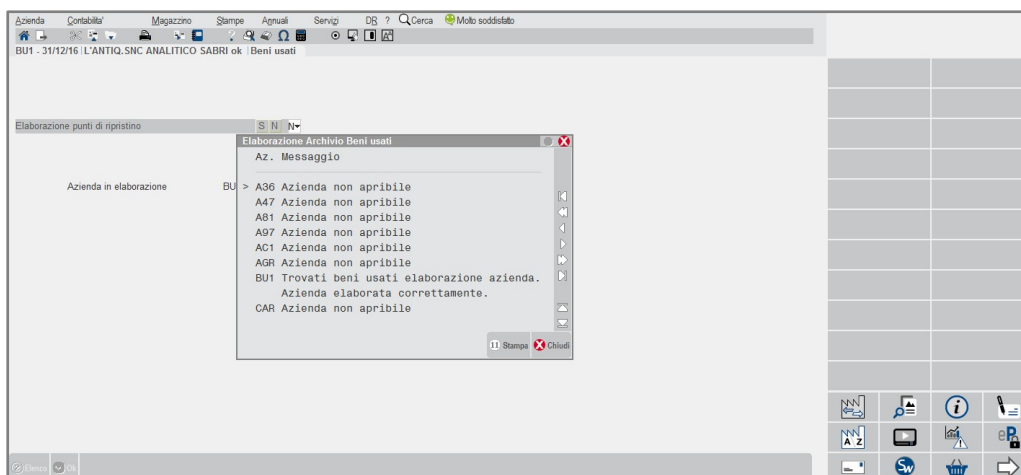 Azienda Contabilita' Magazzino Stampe Annuali Servizi DB ? Cerca Molto soddisfatto
BU1 - 31/12/16 | L'ANTIQ.SNC ANALITICO SABRI ok | Beni usati
Elaborazione punti di ripristino S N N
Elaborazione Archivio Beni usati
Az. Messaggio
Azienda in elaborazione BU
> A36 Azienda non apribile
A47 Azienda non apribile
A81 Azienda non apribile
A97 Azienda non apribile
AC1 Azienda non apribile
AGR Azienda non apribile
BU1 Trovati beni usati elaborazione azienda.
Azienda elaborata correttamente.
CAR Azienda non apribile
11 Stampa Chiudi
A Z
eP
Sw
Elenco Ok